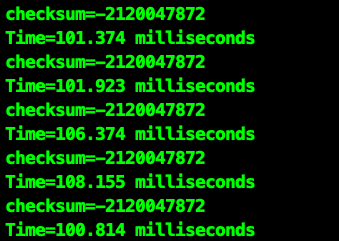 checksum=-2120047872
Time=101.374 milliseconds
checksum=-2120047872
Time=101.923 milliseconds
checksum=-2120047872
Time=106.374 milliseconds
checksum=-2120047872
Time=108.155 milliseconds
checksum=-2120047872
Time=100.814 milliseconds